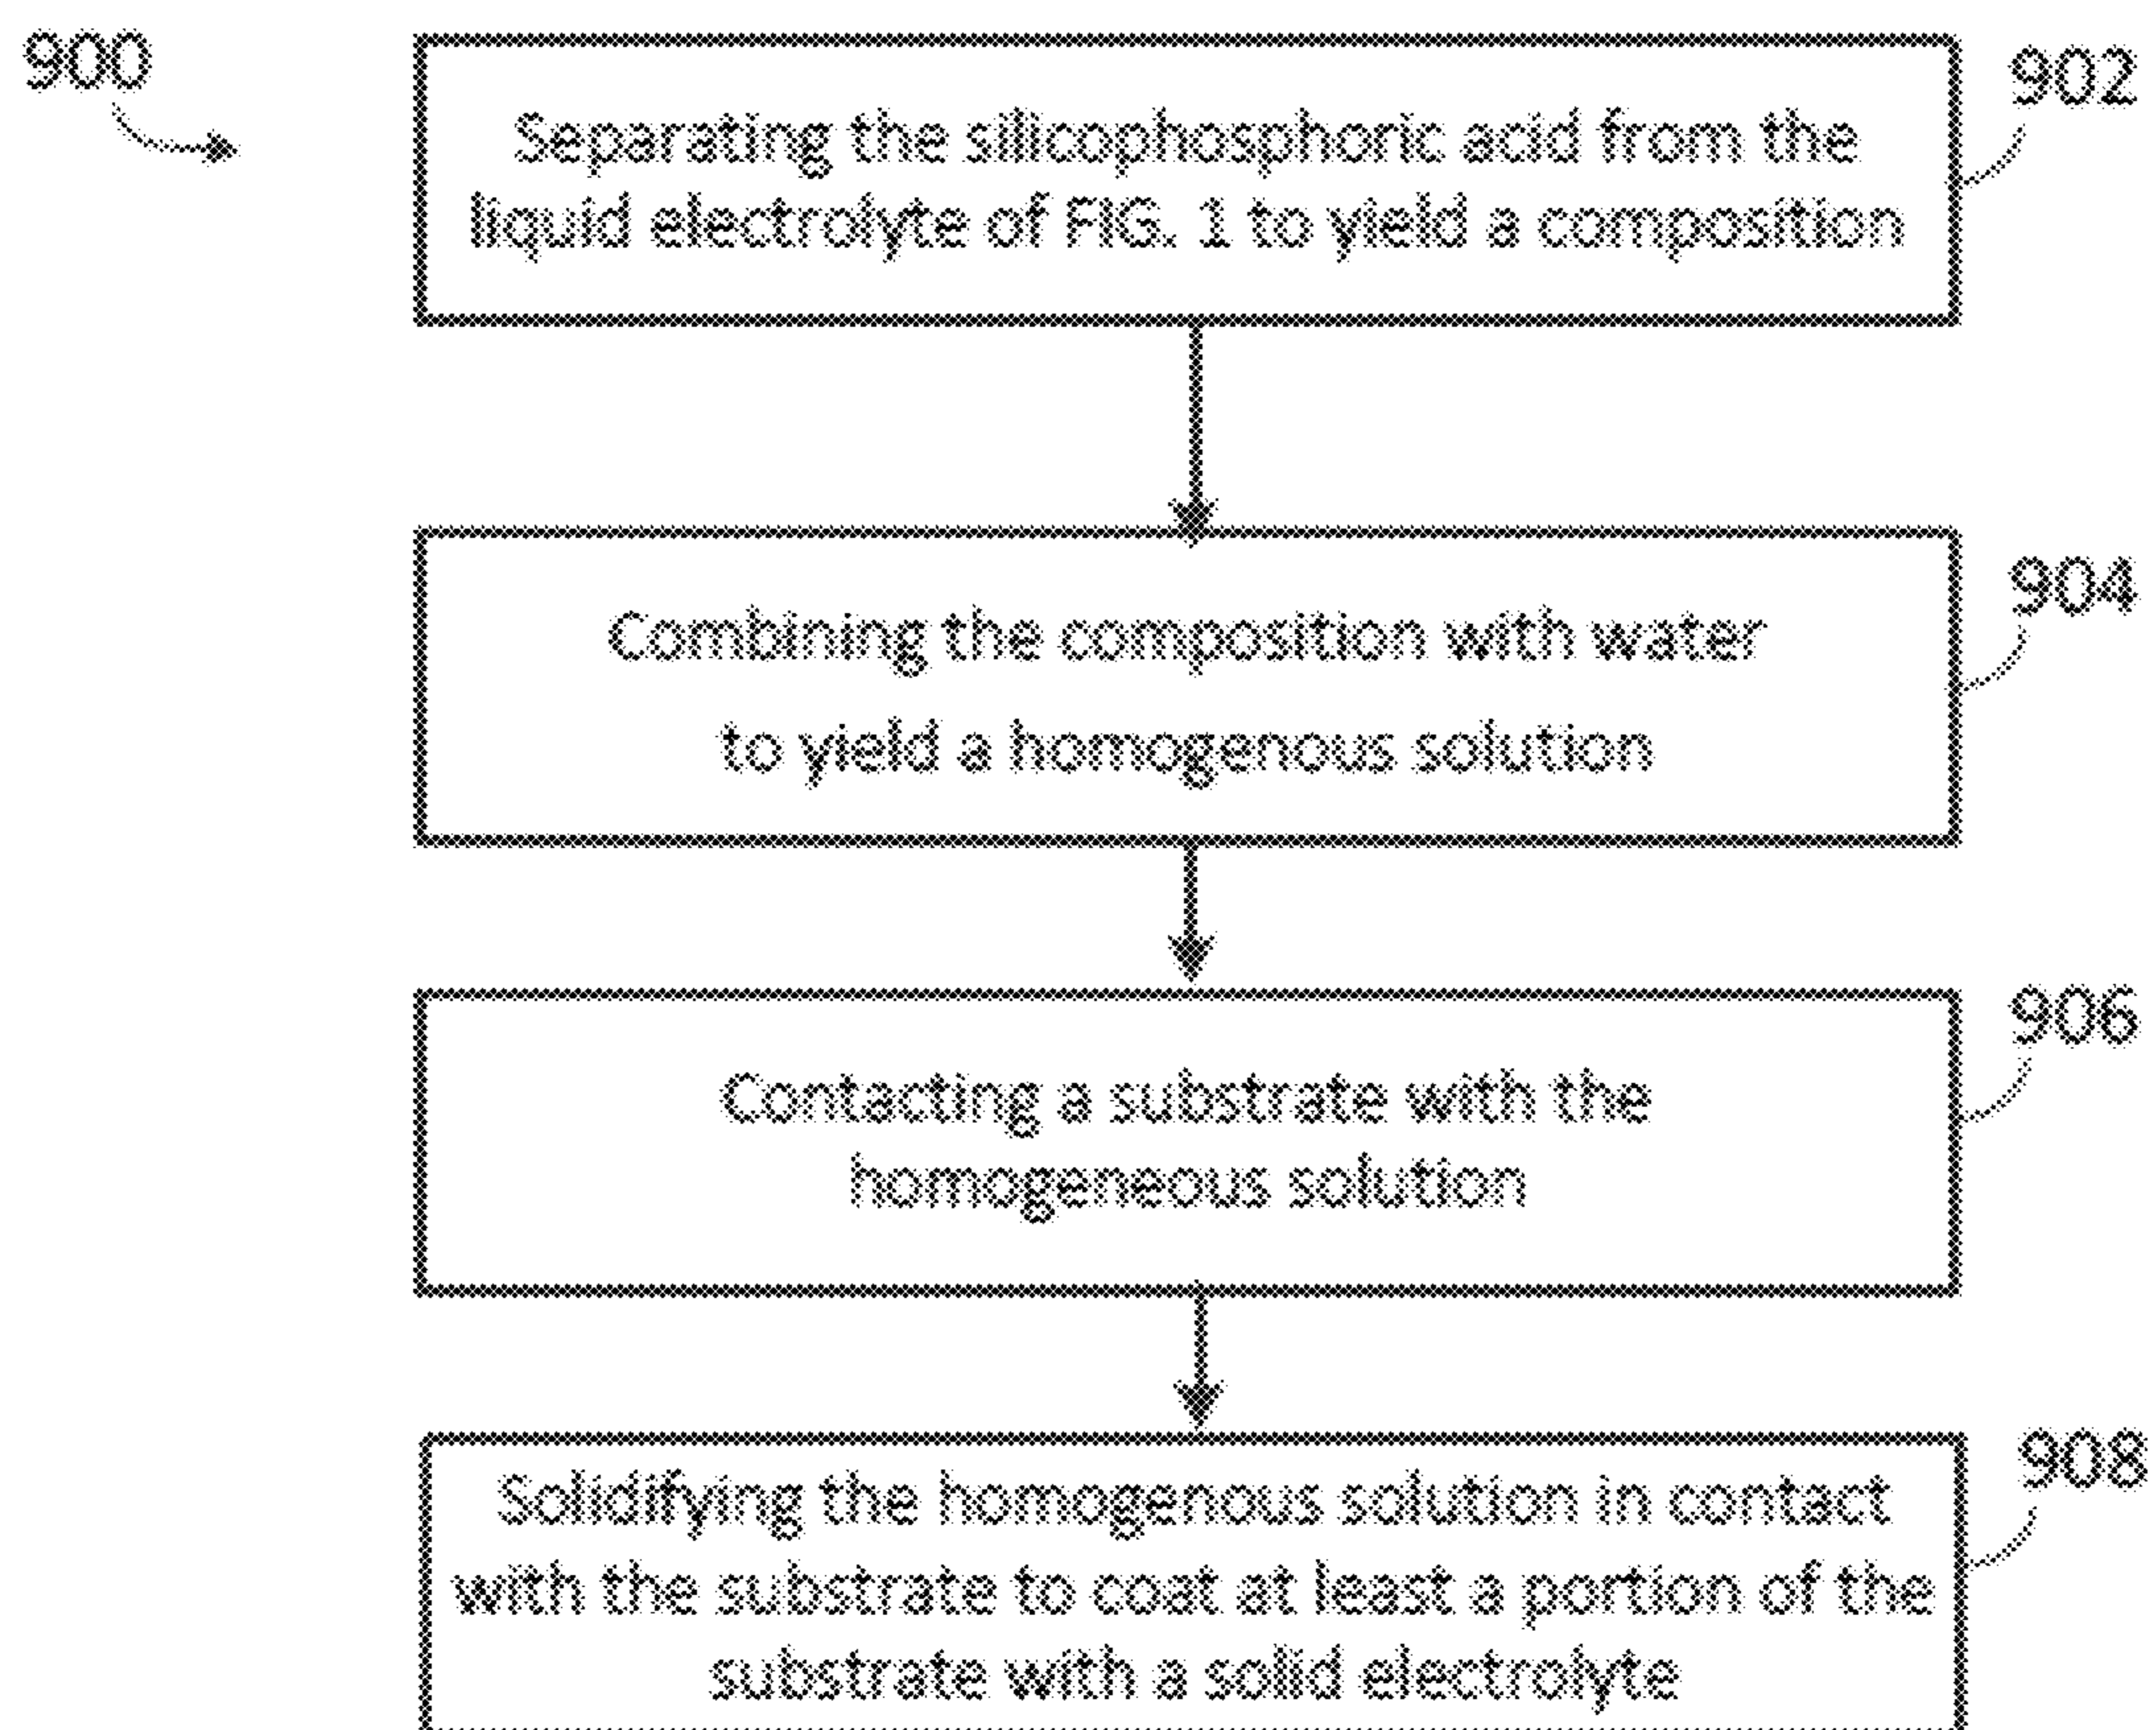 900
902
Separating the silicophosphoric acid from the
liquid electrolyte of FIG. 1 to yield a composition
904
Combining the composition with water
to yield a homogenous solution
906
Contacting a substrate with the
homogeneous solution
908
Solidifying the homogenous solution in contact
with the substrate to coat at least a portion of the
substrate with a solid electrolyte